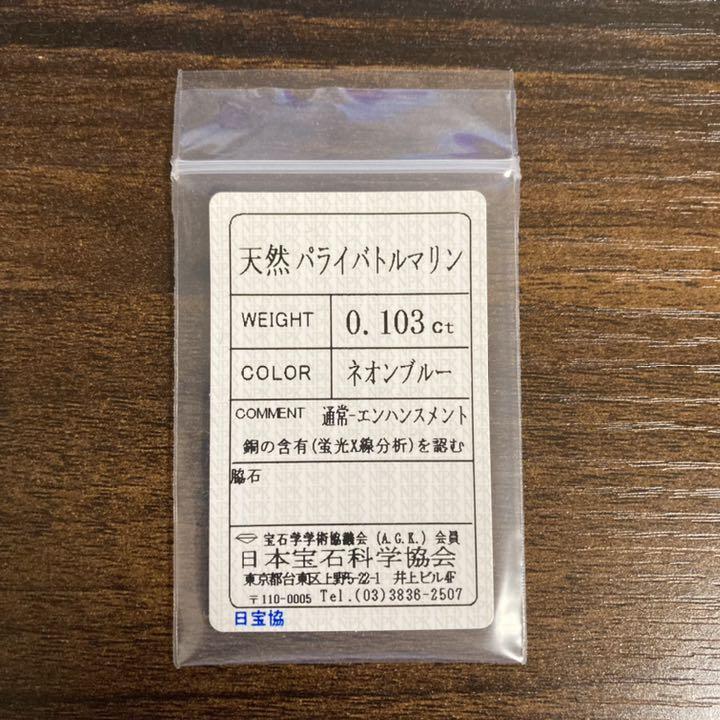 天然 パライバトルマリン
WEIGHT 0.103ct
COLOR ネオンブルー
COMMENT 通常-エンハンスメント
銅の含有(蛍光X線分析)を認む
脇石
宝石学学術協議会 (A.G.K.) 会員
日本宝石科学協会
東京都台東区上野5-22-1 井上ビル4F
〒110-0005 Tel.(03)3836-2507
日宝協